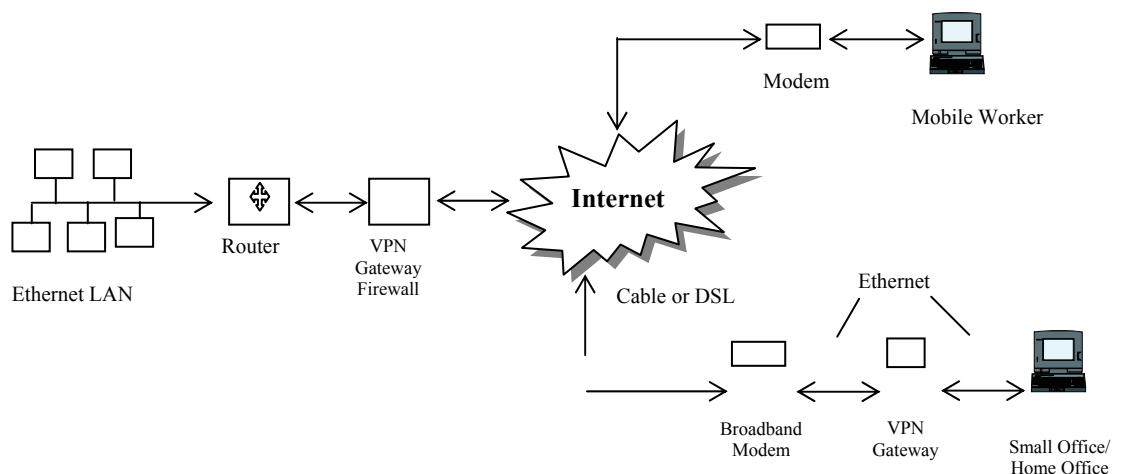 Modem
Mobile Worker
Internet
Router
VPN
Gateway
Firewall
Ethernet LAN
Cable or DSL
Ethernet
Broadband
Modem
VPN
Gateway
Small Office/
Home Office